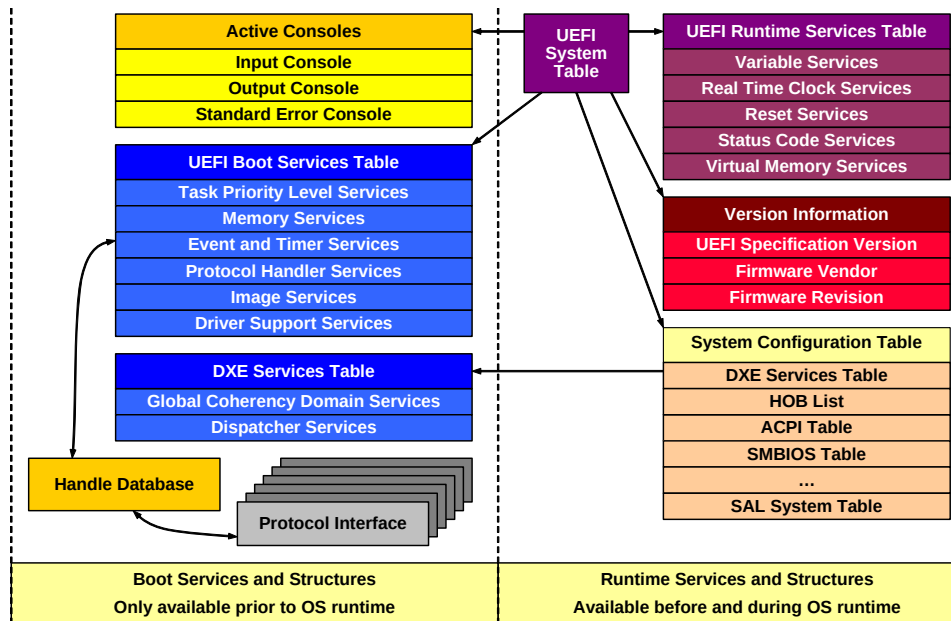 Active Consoles
Input Console
Output Console
Standard Error Console
UEFI
System
Table
UEFI Runtime Services Table
Variable Services
Real Time Clock Services
Reset Services
Status Code Services
Virtual Memory Services
UEFI Boot Services Table
Task Priority Level Services
Memory Services
Event and Timer Services
Protocol Handler Services
Image Services
Driver Support Services
Version Information
UEFI Specification Version
Firmware Vendor
Firmware Revision
System Configuration Table
DXE Services Table
HOB List
ACPI Table
SMBIOS Table
...
SAL System Table
DXE Services Table
Global Coherency Domain Services
Dispatcher Services
Handle Database
Protocol Interface
Boot Services and Structures
Only available prior to OS runtime
Runtime Services and Structures
Available before and during OS runtime